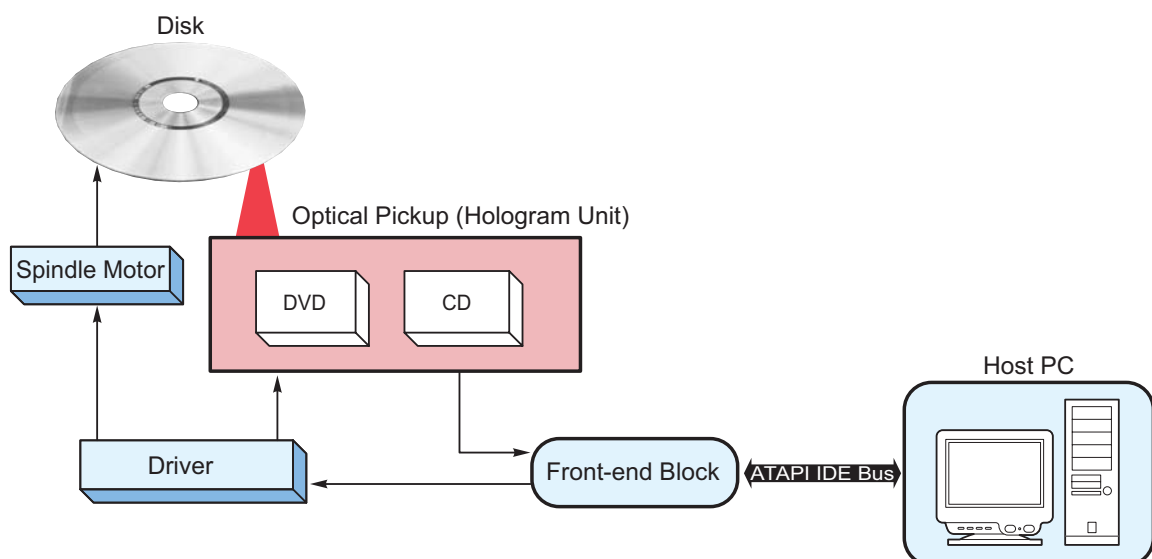 Disk
Optical Pickup (Hologram Unit)
Spindle Motor
DVD
CD
Host PC
Driver
Front-end Block
ATAPI IDE Bus